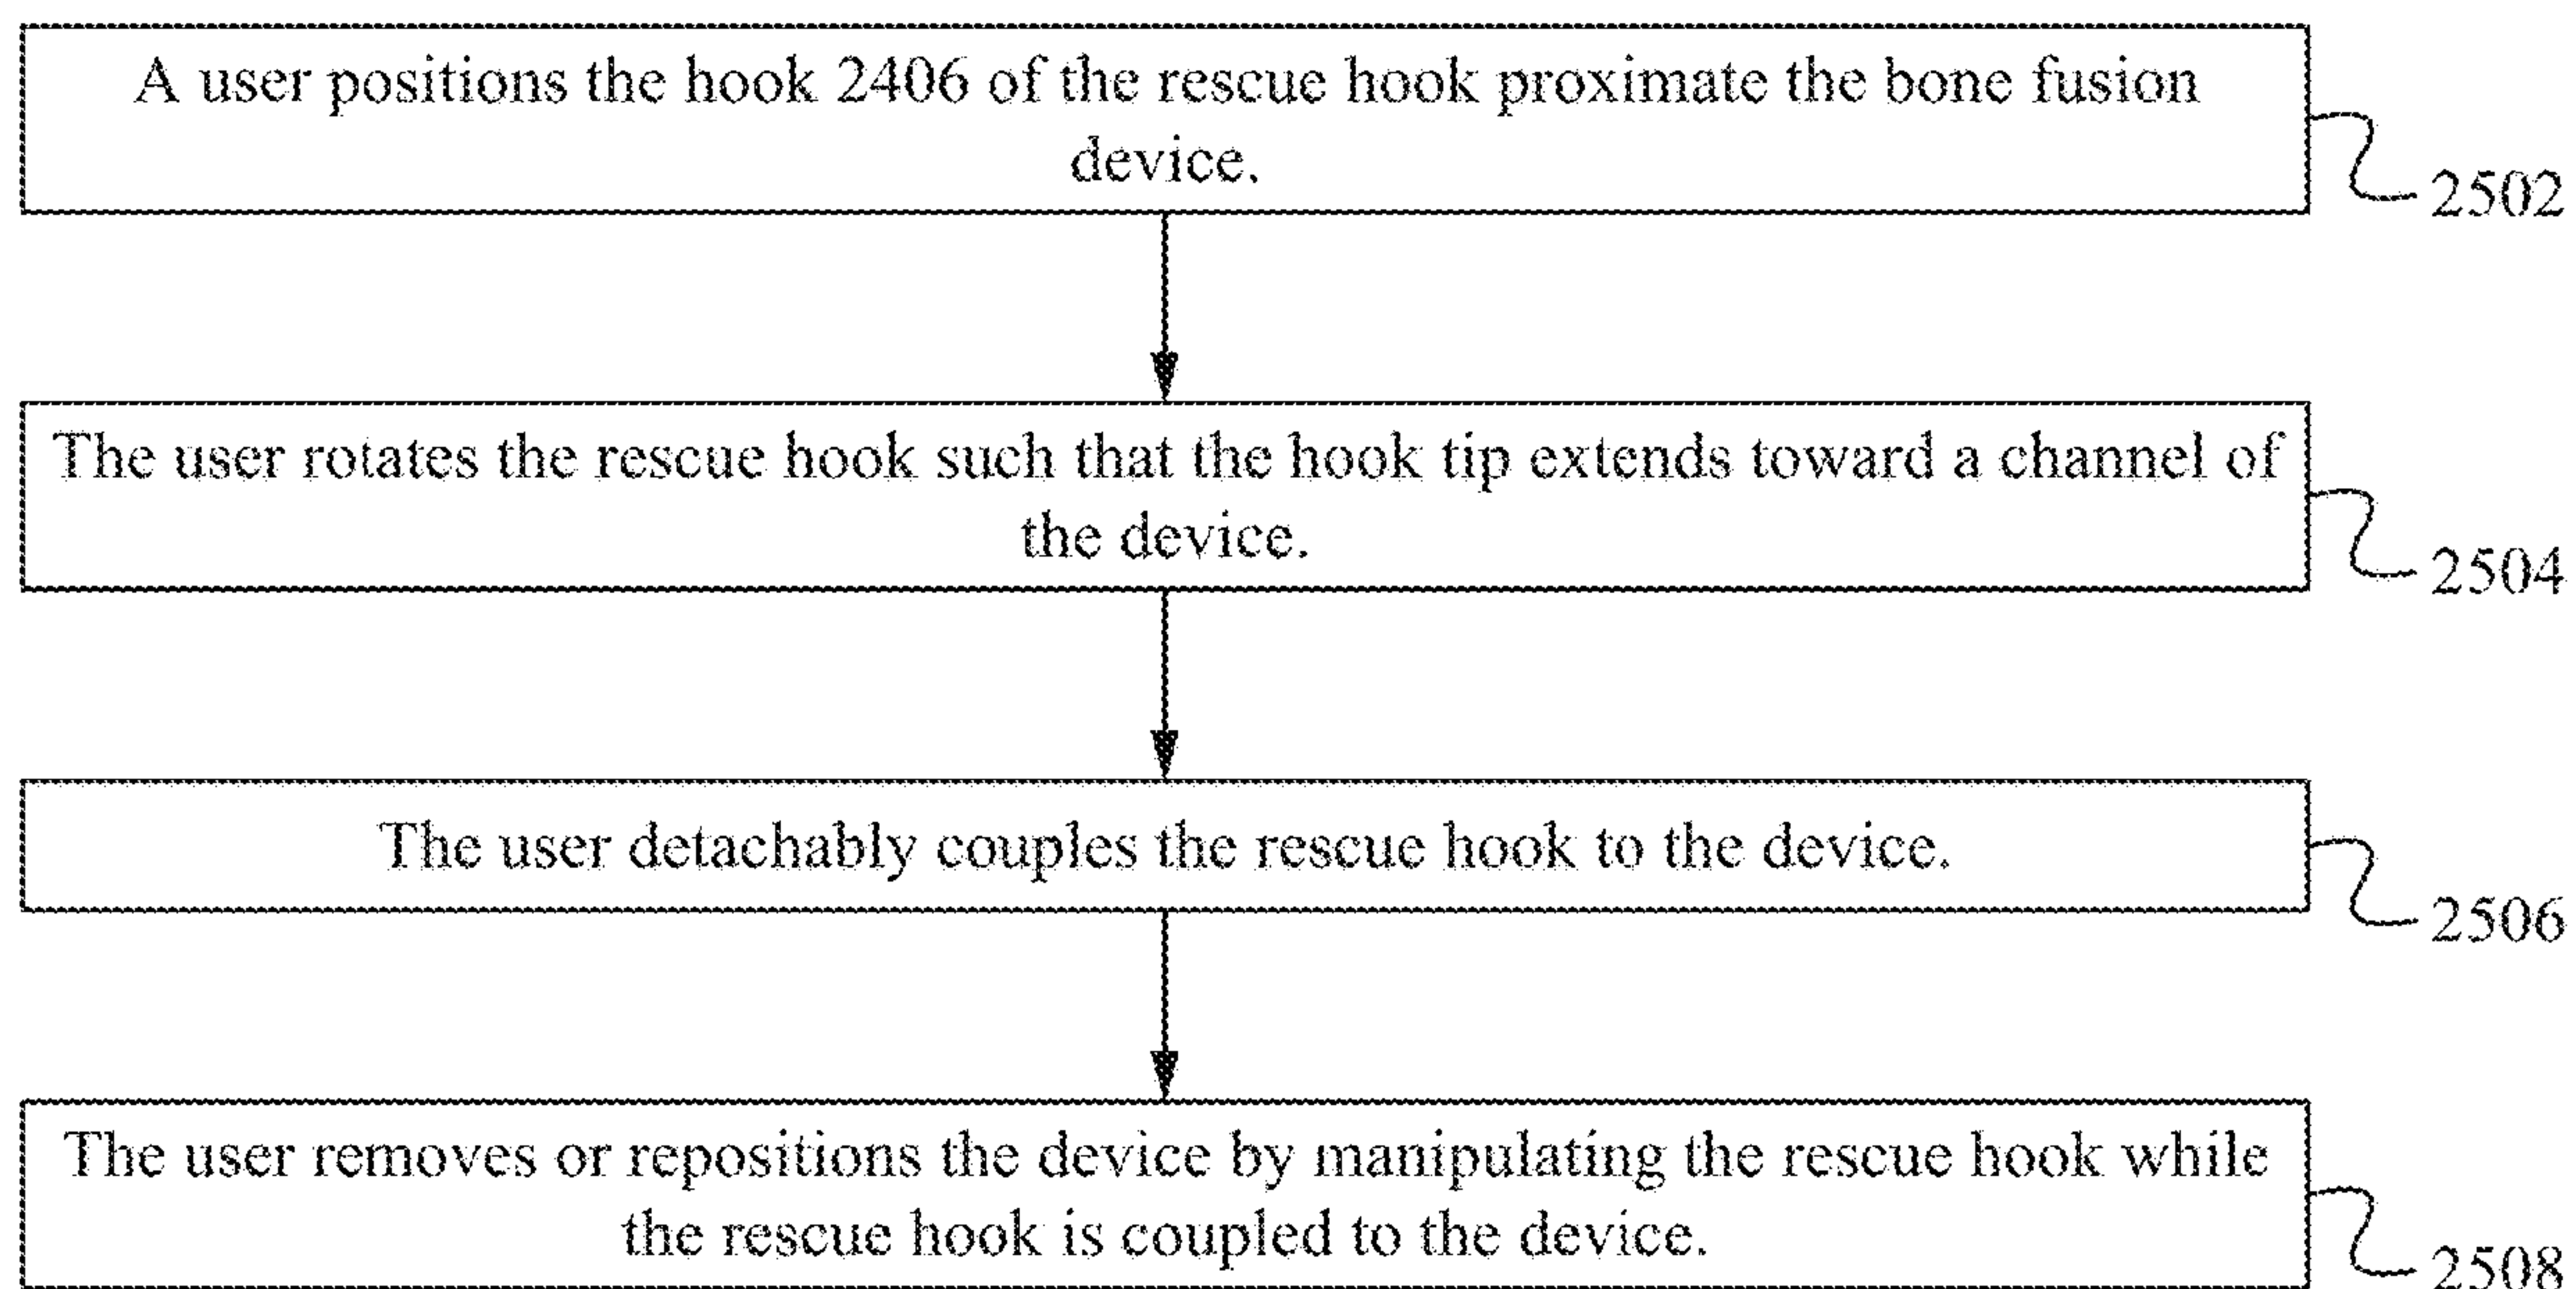 A user positions the hook 2406 of the rescue hook proximate the bone fusion
device.
2502
The user rotates the rescue hook such that the hook tip extends toward a channel of
the device.
2504
The user detachably couples the rescue hook to the device.
2506
The user removes or repositions the device by manipulating the rescue hook while
the rescue hook is coupled to the device.
2508